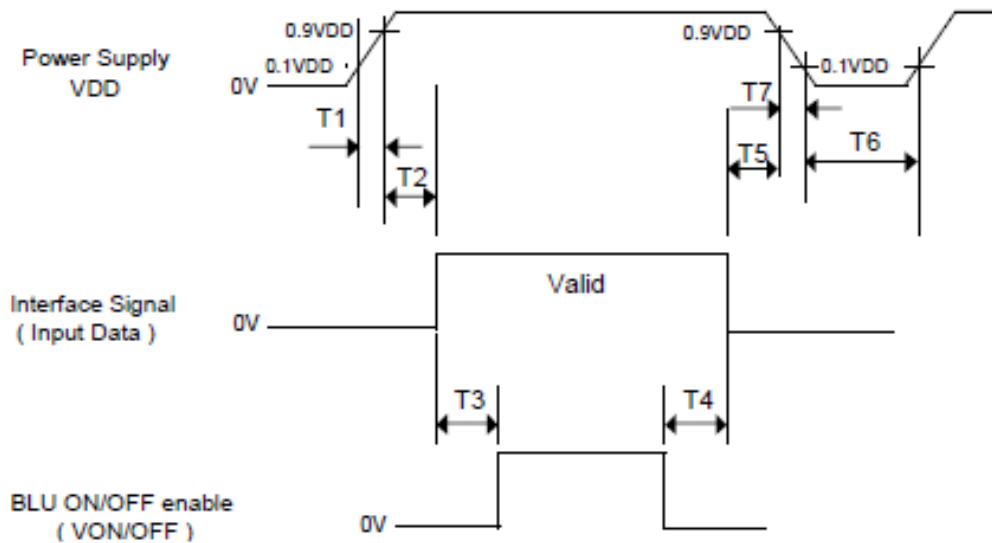 0.9VDD
0.9VDD
Power Supply
VDD
0.1VDD
0.1VDD
0V
T7
T1
T5
T6
T2
Valid
Interface Signal
( Input Data )
0V
T3
T4
BLU ON/OFF enable
( VON/OFF )
0V